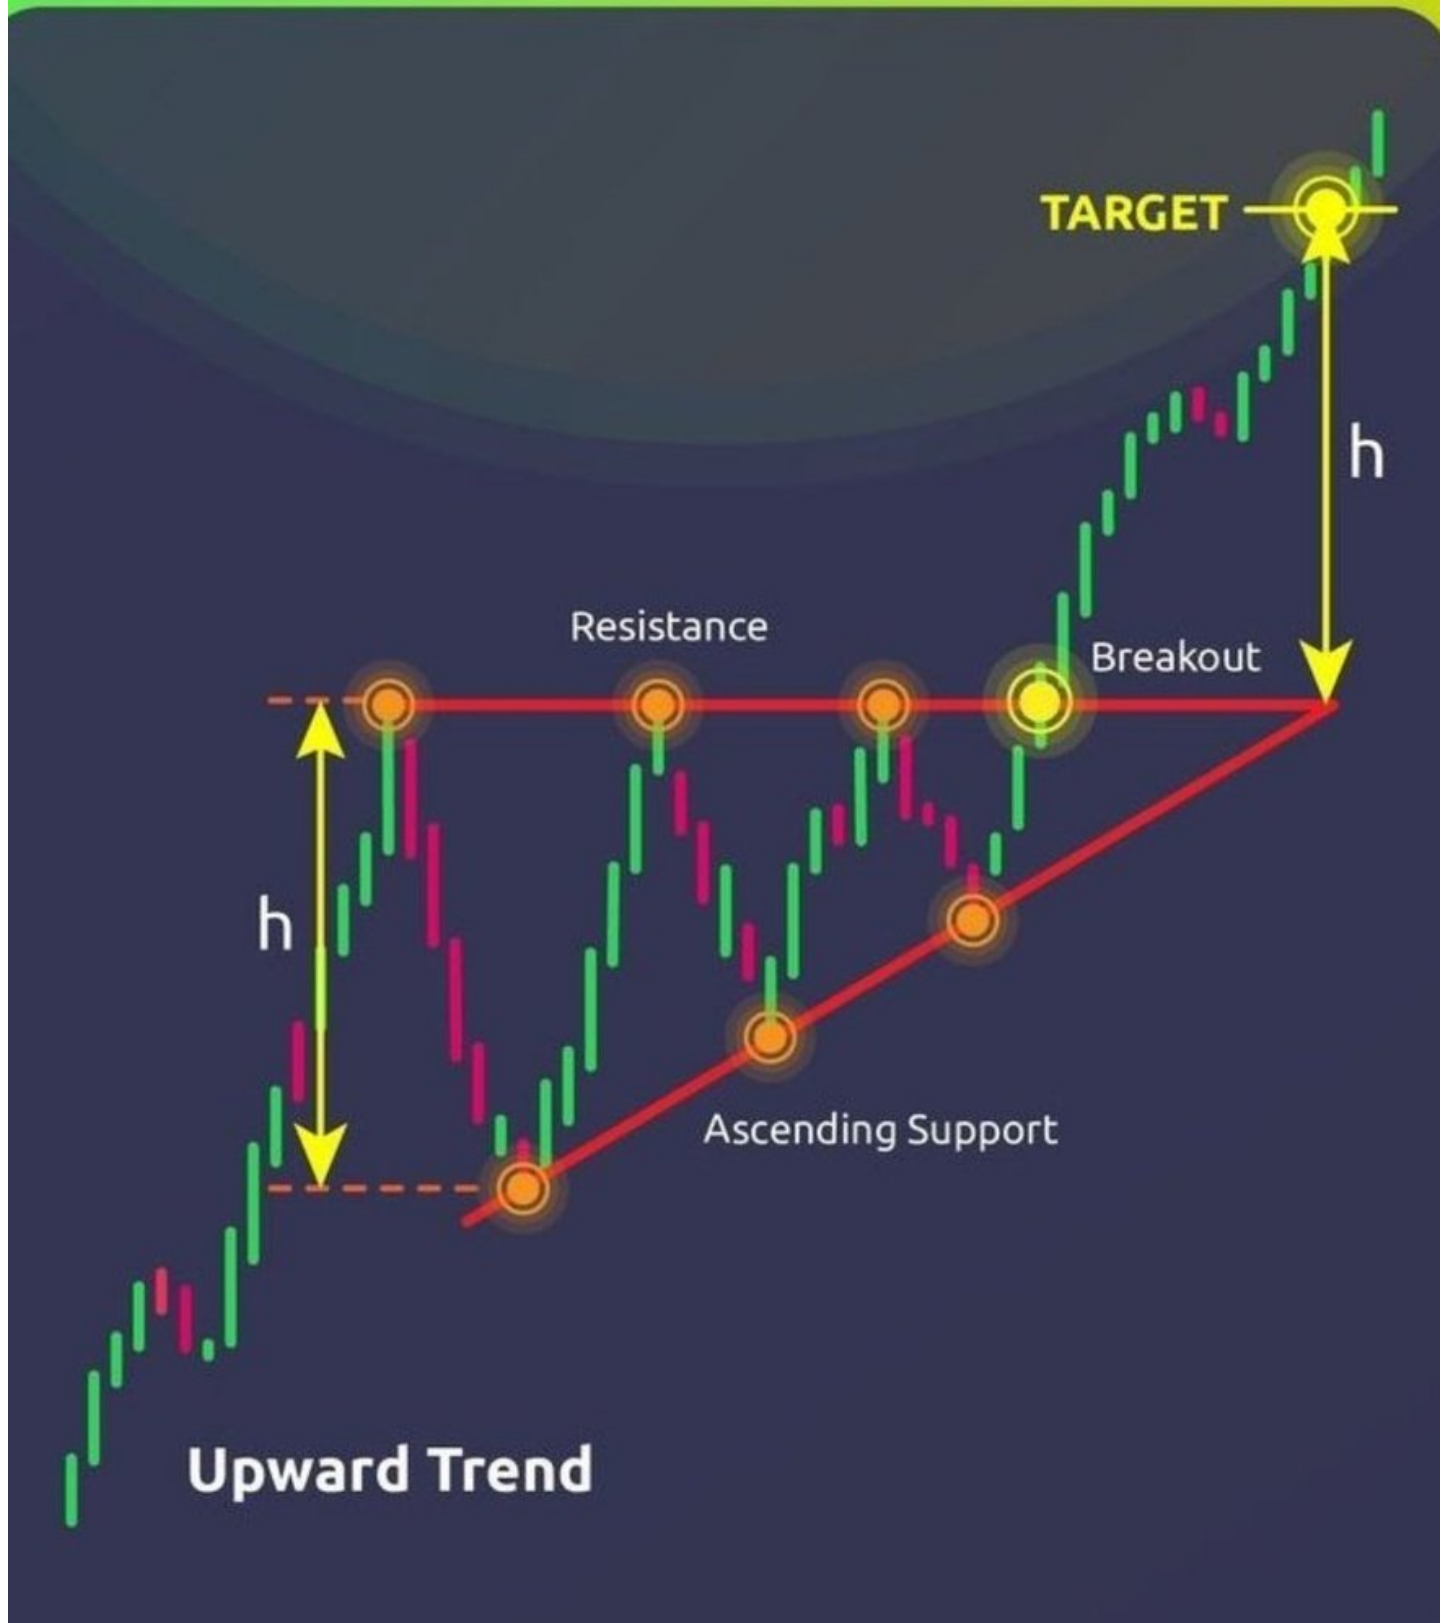 TARGET
h
Resistance
Breakout
h
Ascending Support
Upward Trend